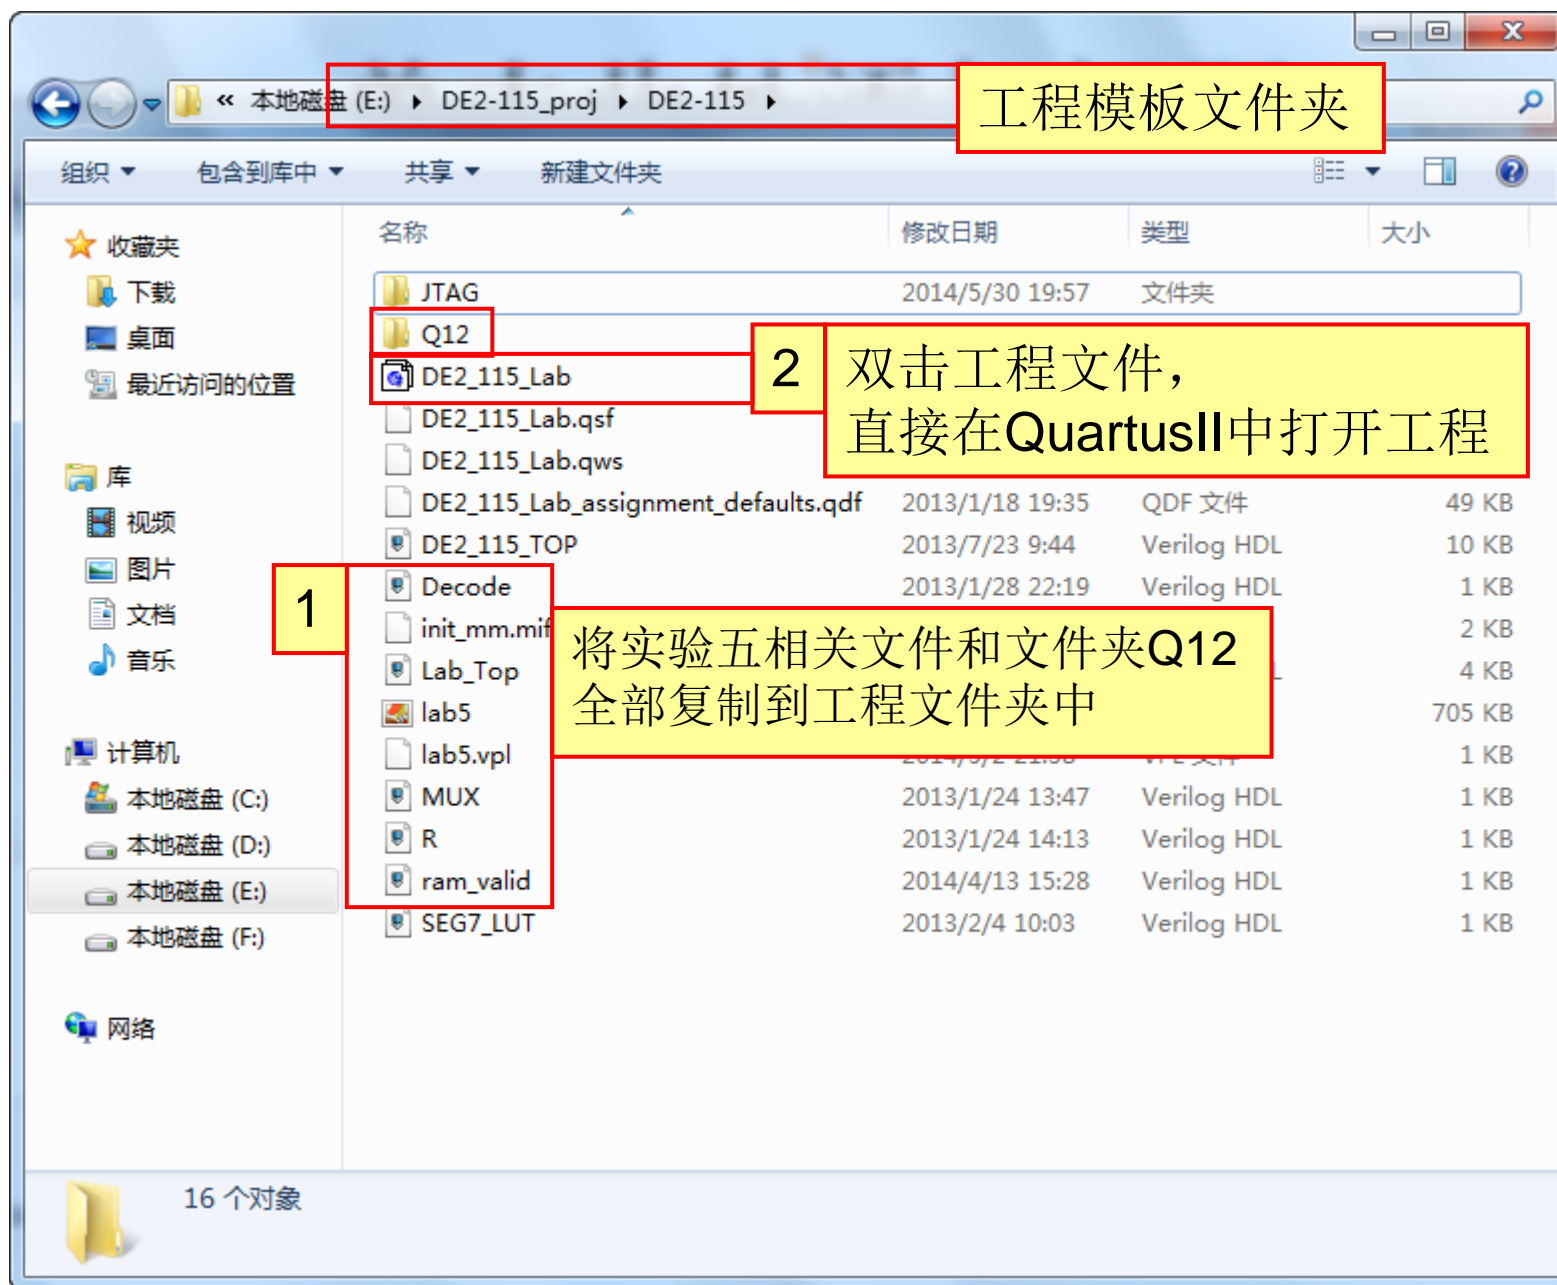 « 本地磁盘 (E:) ▸ DE2-115_proj ▸ DE2-115 ▸
工程模板文件夹
组织 包含到库中 共享 新建文件夹
名称 修改日期 类型 大小
收藏夹
下载
桌面
最近访问的位置
库
视频
图片
文档
音乐
计算机
本地磁盘 (C:)
本地磁盘 (D:)
本地磁盘 (E:)
本地磁盘 (F:)
网络
JTAG 2014/5/30 19:57 文件夹
Q12
DE2_115_Lab
2
双击工程文件，
直接在QuartusII中打开工程
DE2_115_Lab.qsf
DE2_115_Lab.qws
DE2_115_Lab_assignment_defaults.qdf 2013/1/18 19:35 QDF 文件 49 KB
DE2_115_TOP 2013/7/23 9:44 Verilog HDL 10 KB
1
Decode 2013/1/28 22:19 Verilog HDL 1 KB
init_mm.mif 2 KB
Lab_Top 4 KB
将实验五相关文件和文件夹Q12
全部复制到工程文件夹中
lab5 705 KB
lab5.vpl 1 KB
MUX 2013/1/24 13:47 Verilog HDL 1 KB
R 2013/1/24 14:13 Verilog HDL 1 KB
ram_valid 2014/4/13 15:28 Verilog HDL 1 KB
SEG7_LUT 2013/2/4 10:03 Verilog HDL 1 KB
16 个对象